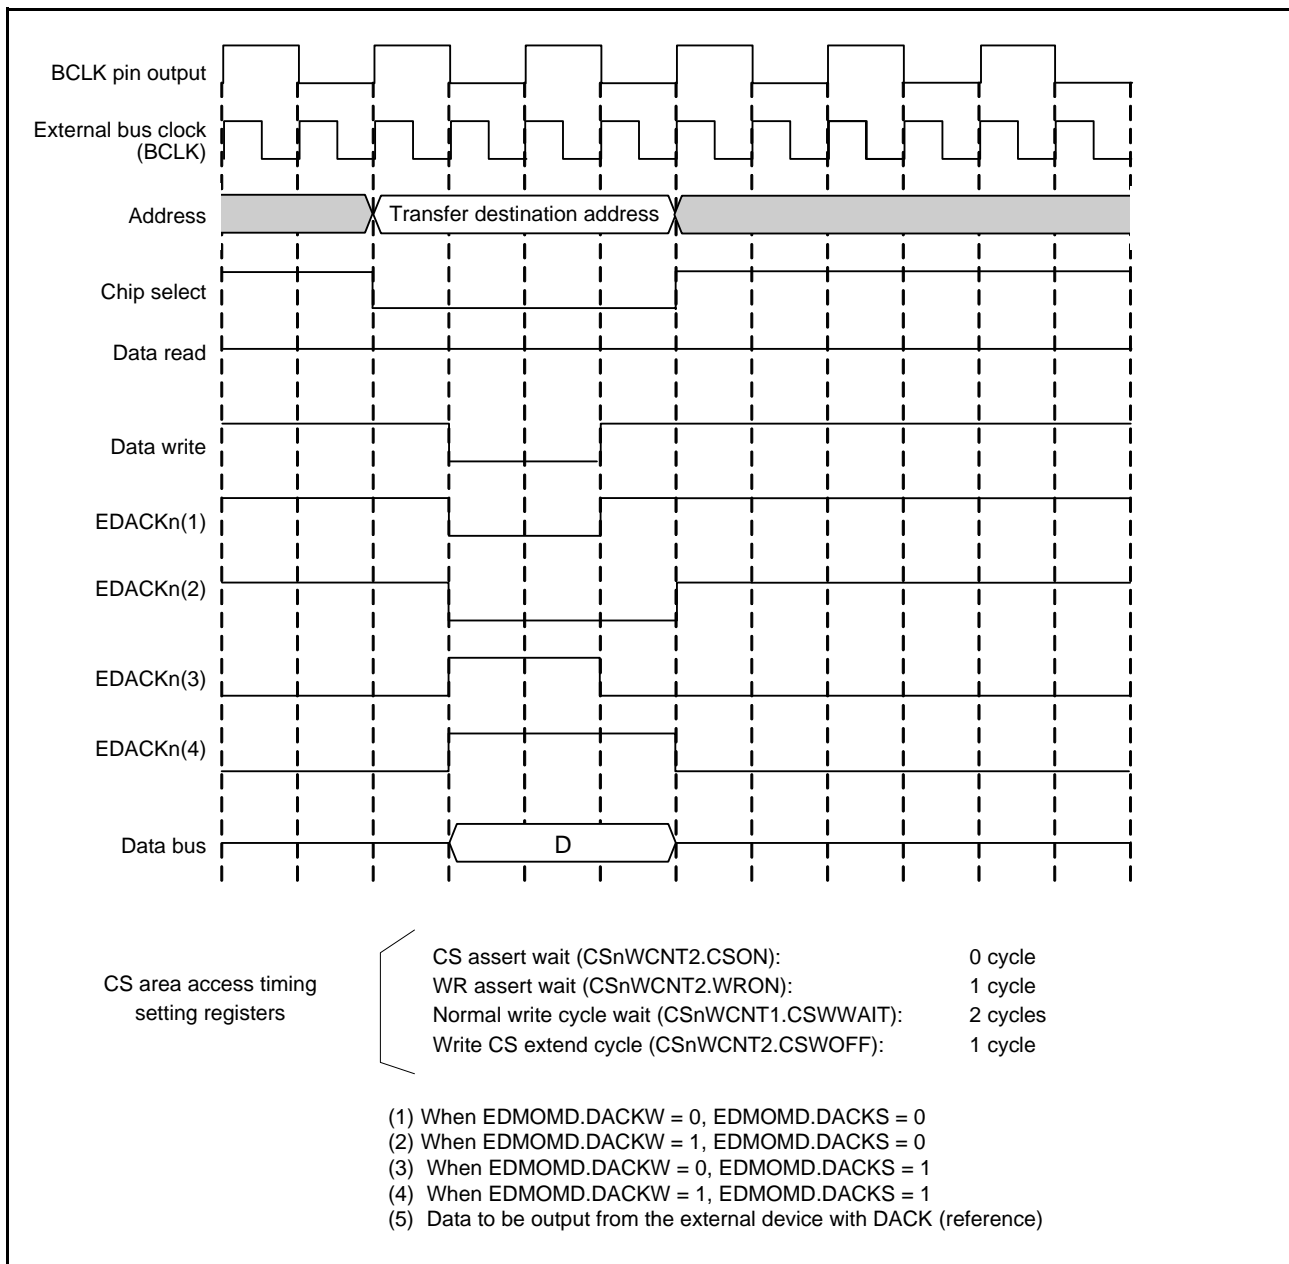 BCLK pin output
External bus clock
(BCLK)
Address
Transfer destination address
Chip select
Data read
Data write
EDACKn(1)
EDACKn(2)
EDACKn(3)
EDACKn(4)
Data bus
D
CS area access timing
setting registers
CS assert wait (CSnWCNT2.CSON): 0 cycle
WR assert wait (CSnWCNT2.WRON): 1 cycle
Normal write cycle wait (CSnWCNT1.CSWWAIT): 2 cycles
Write CS extend cycle (CSnWCNT2.CSWOFF): 1 cycle
(1) When EDMOMD.DACKW = 0, EDMOMD.DACKS = 0
(2) When EDMOMD.DACKW = 1, EDMOMD.DACKS = 0
(3) When EDMOMD.DACKW = 0, EDMOMD.DACKS = 1
(4) When EDMOMD.DACKW = 1, EDMOMD.DACKS = 1
(5) Data to be output from the external device with DACK (reference)